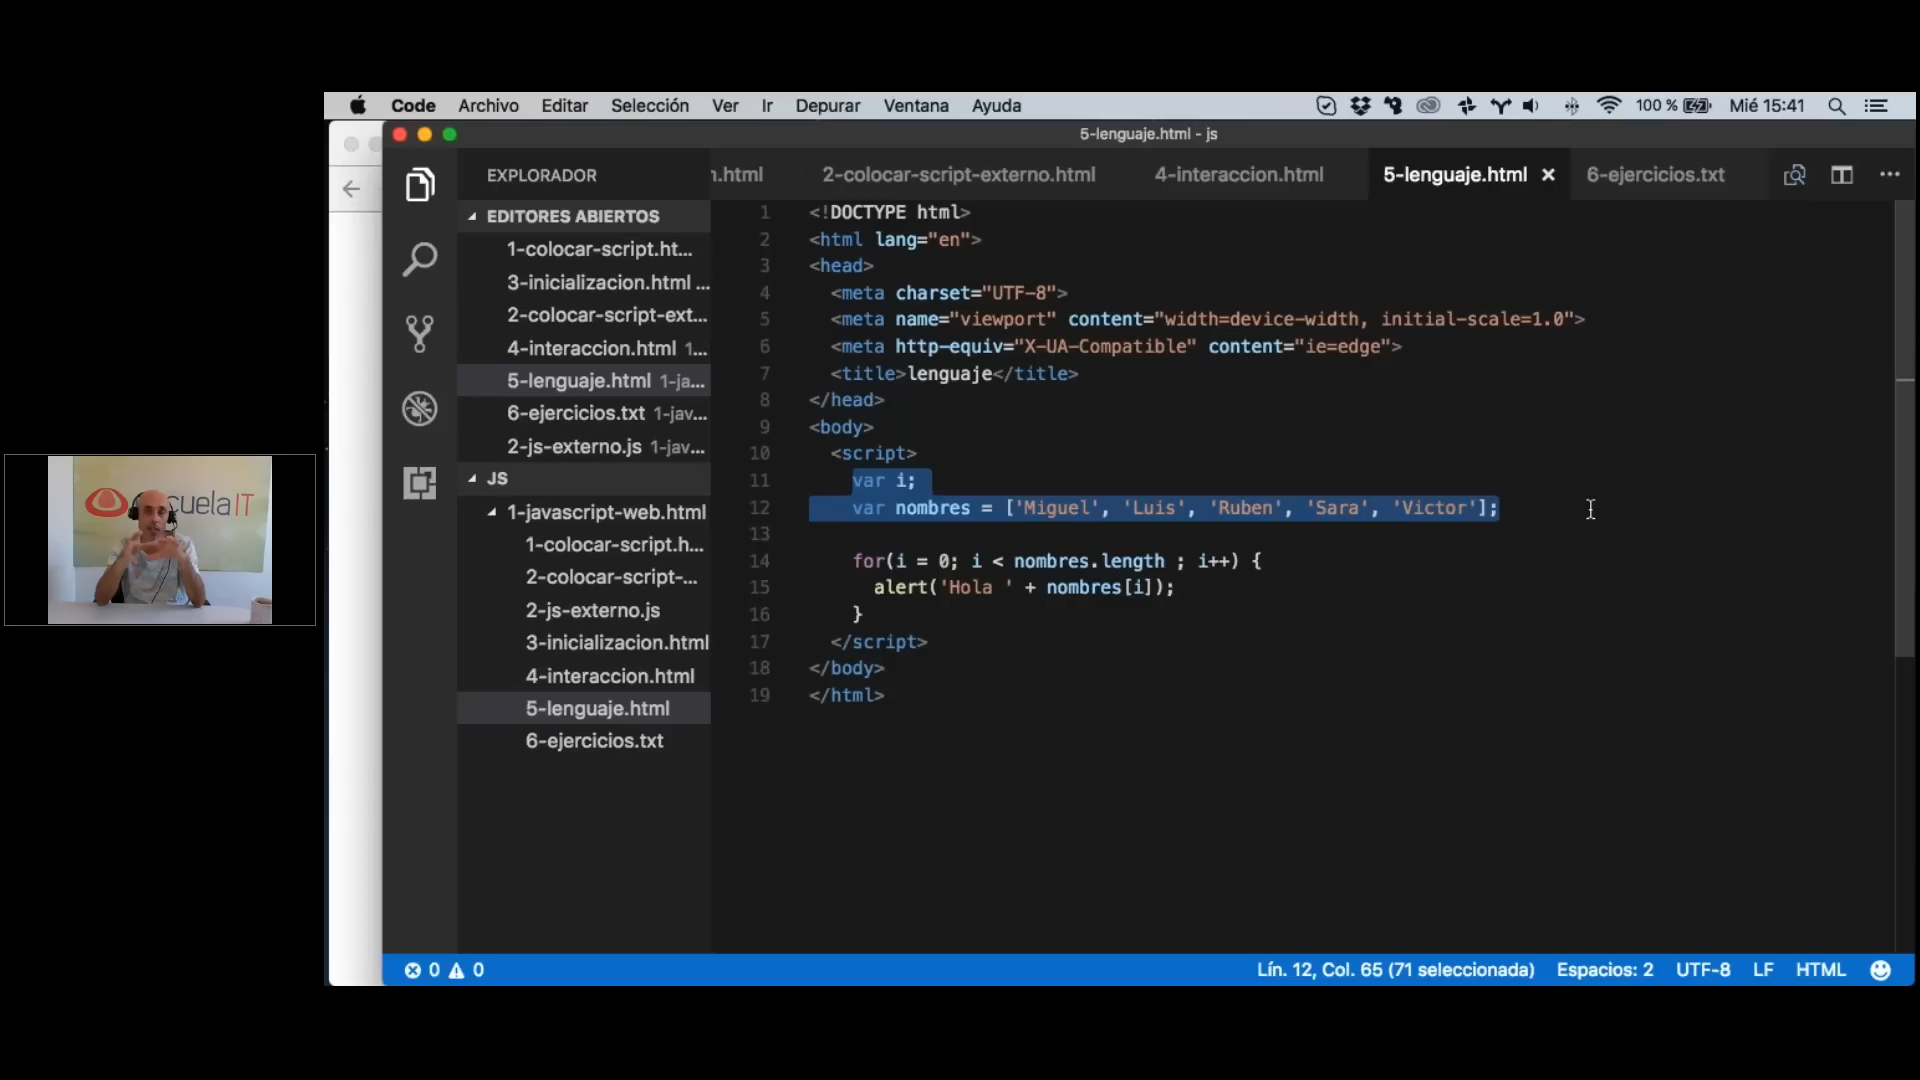 Code Archivo Editar Selección Ver Ir Depurar Ventana Ayuda 100 % Mié 15:41
5-lenguaje.html - js
EXPLORADOR
n.html 2-colocar-script-externo.html 4-interaccion.html 5-lenguaje.html 6-ejercicios.txt
EDITORES ABIERTOS
1-colocar-script.ht...
3-inicializacion.html ...
2-colocar-script-ext...
4-interaccion.html 1...
5-lenguaje.html 1-ja...
6-ejercicios.txt 1-jav...
2-js-externo.js 1-jav...
JS
1-javascript-web.html
1-colocar-script.h...
2-colocar-script-...
2-js-externo.js
3-inicializacion.html
4-interaccion.html
5-lenguaje.html
6-ejercicios.txt
1 <!DOCTYPE html>
2 <html lang="en">
3 <head>
4 <meta charset="UTF-8">
5 <meta name="viewport" content="width=device-width, initial-scale=1.0">
6 <meta http-equiv="X-UA-Compatible" content="ie=edge">
7 <title>lenguaje</title>
8 </head>
9 <body>
10 <script>
11 var i;
12 var nombres = ['Miguel', 'Luis', 'Ruben', 'Sara', 'Victor'];
13
14 for(i = 0; i < nombres.length ; i++) {
15 alert('Hola ' + nombres[i]);
16 }
17 </script>
18 </body>
19 </html>
0 0 Lín. 12, Col. 65 (71 seleccionada) Espacios: 2 UTF-8 LF HTML